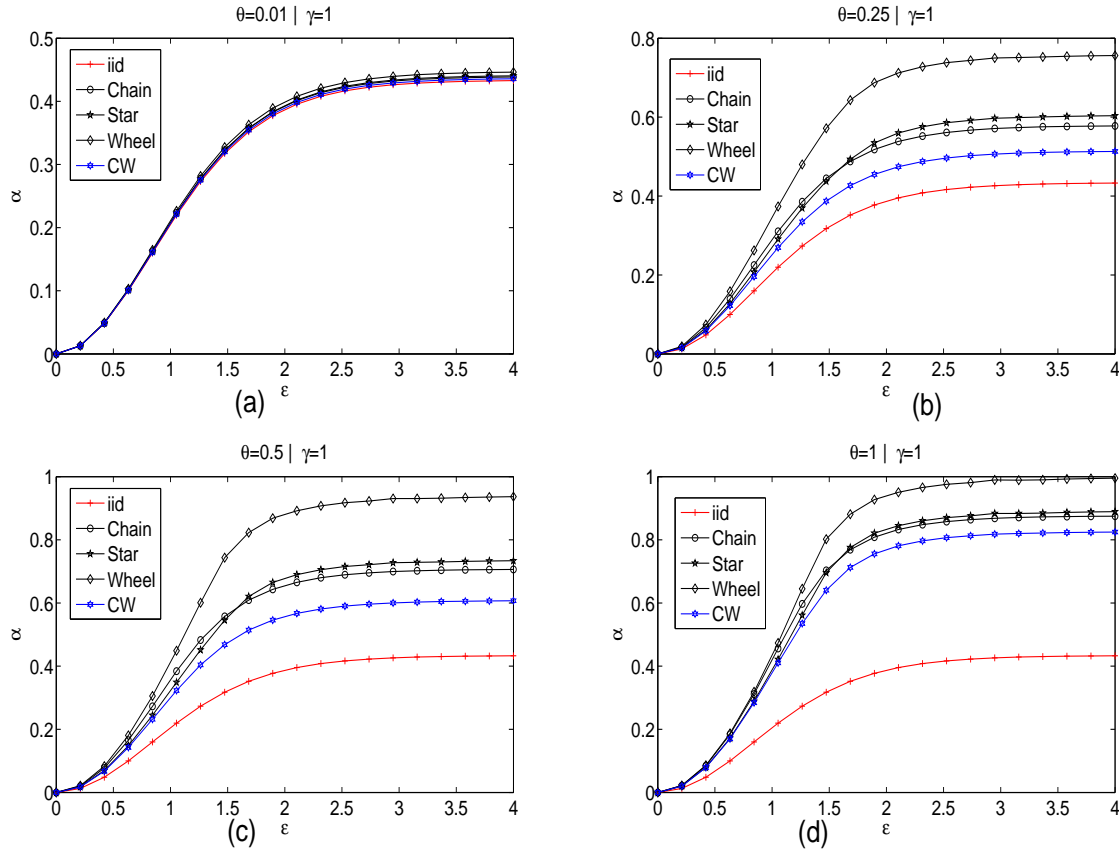 θ=0.01 | γ=1
0.5
0.4
0.3
0.2
0.1
0
α
iid
Chain
Star
Wheel
CW
0 0.5 1 1.5 2 2.5 3 3.5 4
ε
(a)
θ=0.25 | γ=1
0.8
0.6
0.4
0.2
0
α
iid
Chain
Star
Wheel
CW
0 0.5 1 1.5 2 2.5 3 3.5 4
ε
(b)
θ=0.5 | γ=1
1
0.8
0.6
0.4
0.2
0
α
iid
Chain
Star
Wheel
CW
0 0.5 1 1.5 2 2.5 3 3.5 4
ε
(c)
θ=1 | γ=1
1
0.8
0.6
0.4
0.2
0
α
iid
Chain
Star
Wheel
CW
0 0.5 1 1.5 2 2.5 3 3.5 4
ε
(d)